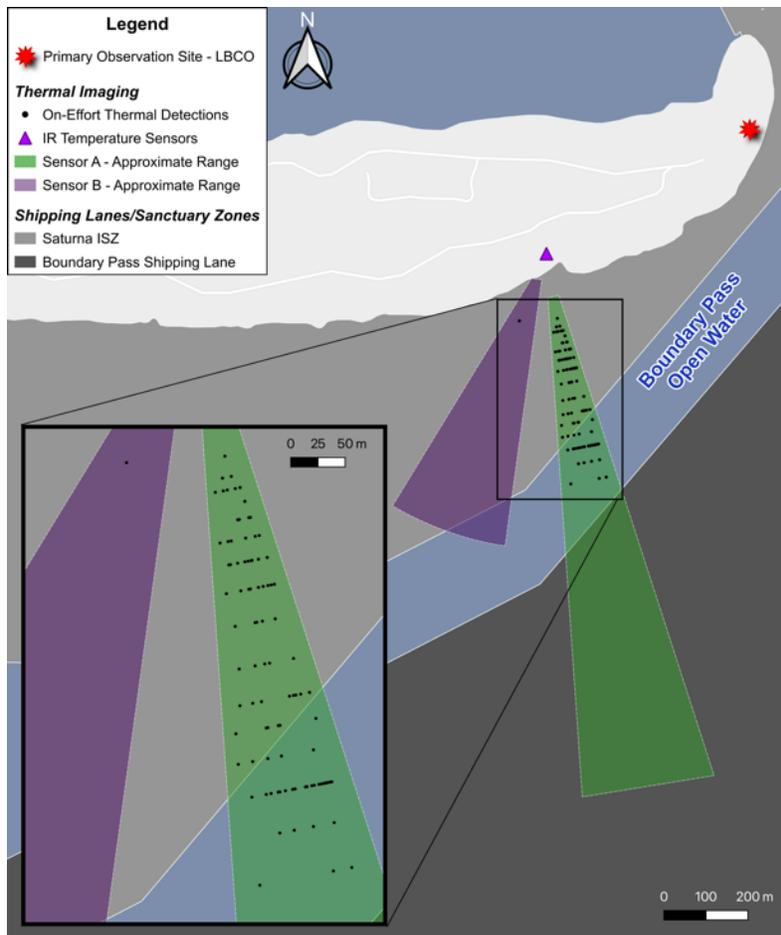 Legend
Primary Observation Site - LBCO
Thermal Imaging
On-Effort Thermal Detections
IR Temperature Sensors
Sensor A - Approximate Range
Sensor B - Approximate Range
Shipping Lanes/Sanctuary Zones
Saturna ISZ
Boundary Pass Shipping Lane
N
Boundary Pass
Open Water
0 25 50 m
0 100 200 m